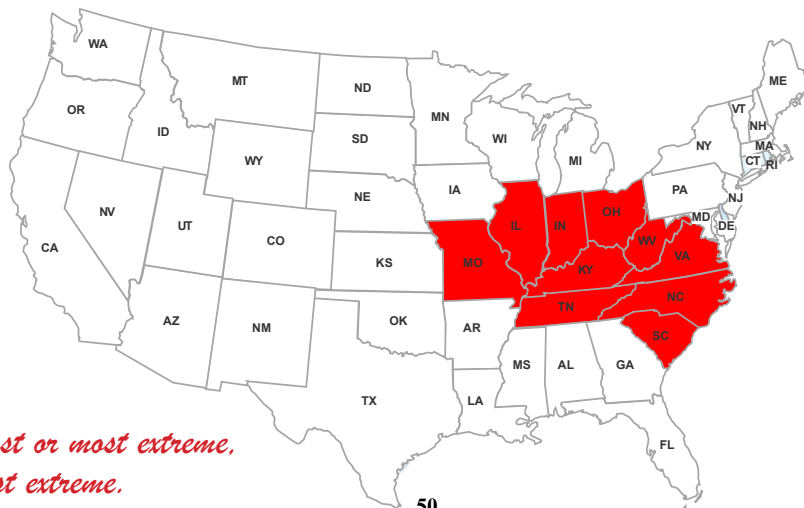 WA
MT
ND
MN
ME
OR
ID
SD
WI
MI
VT
NH
NY
MA
CT
RI
WY
IA
NE
PA
NJ
NV
UT
CO
IL
IN
OH
MD
DE
WV
VA
CA
KS
MO
KY
NC
AZ
NM
OK
AR
TN
SC
MS
AL
GA
TX
LA
FL
st or most extreme,
t extreme.
50